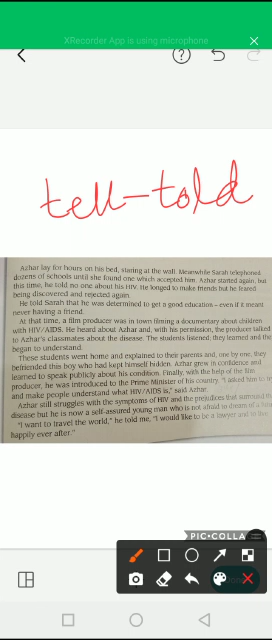 XRecorder App is using microphone
tell-told
Azhar lay for hours on his bed, staring at the wall. Meanwhile Sarah telephoned
dozens of schools until she found one which accepted him. Azhar started again, but
this time, he told no one about his HIV. He longed to make friends but he feared
being discovered and rejected again.
He told Sarah that he was determined to get a good education – even if it meant
never having a friend.
At that time, a film producer was in town filming a documentary about children
with HIV/AIDS. He heard about Azhar and, with his permission, the producer talked
to Azhar's classmates about the disease. The students listened; they learned and the
began to understand.
These students went home and explained to their parents and, one by one, they
befriended this boy who had kept himself hidden. Azhar grew in confidence and
learned to speak publicly about his condition. Finally, with the help of the film
producer, he was introduced to the Prime Minister of his country. "I asked him to try
and make people understand what HIV/AIDS is," said Azhar.
Azhar still struggles with the symptoms of HIV and the prejudices that surround
disease but he is now a self-assured young man who is not afraid to dream of a
"I want to travel the world," he told me. "I would like to be a lawyer and to live
happily ever after."
PIC•COLLA